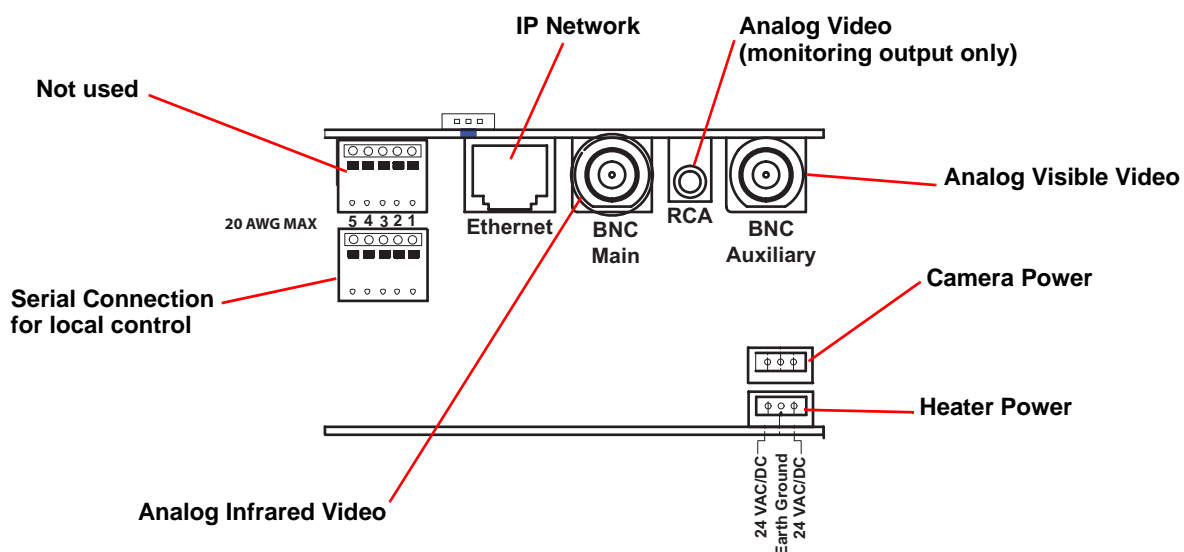 IP Network
Analog Video
(monitoring output only)
Not used
Analog Visible Video
20 AWG MAX
5 4 3 2 1
Ethernet
BNC
Main
RCA
BNC
Auxiliary
Serial Connection
for local control
Camera Power
Heater Power
Analog Infrared Video
24 VAC/DC
Earth Ground
24 VAC/DC